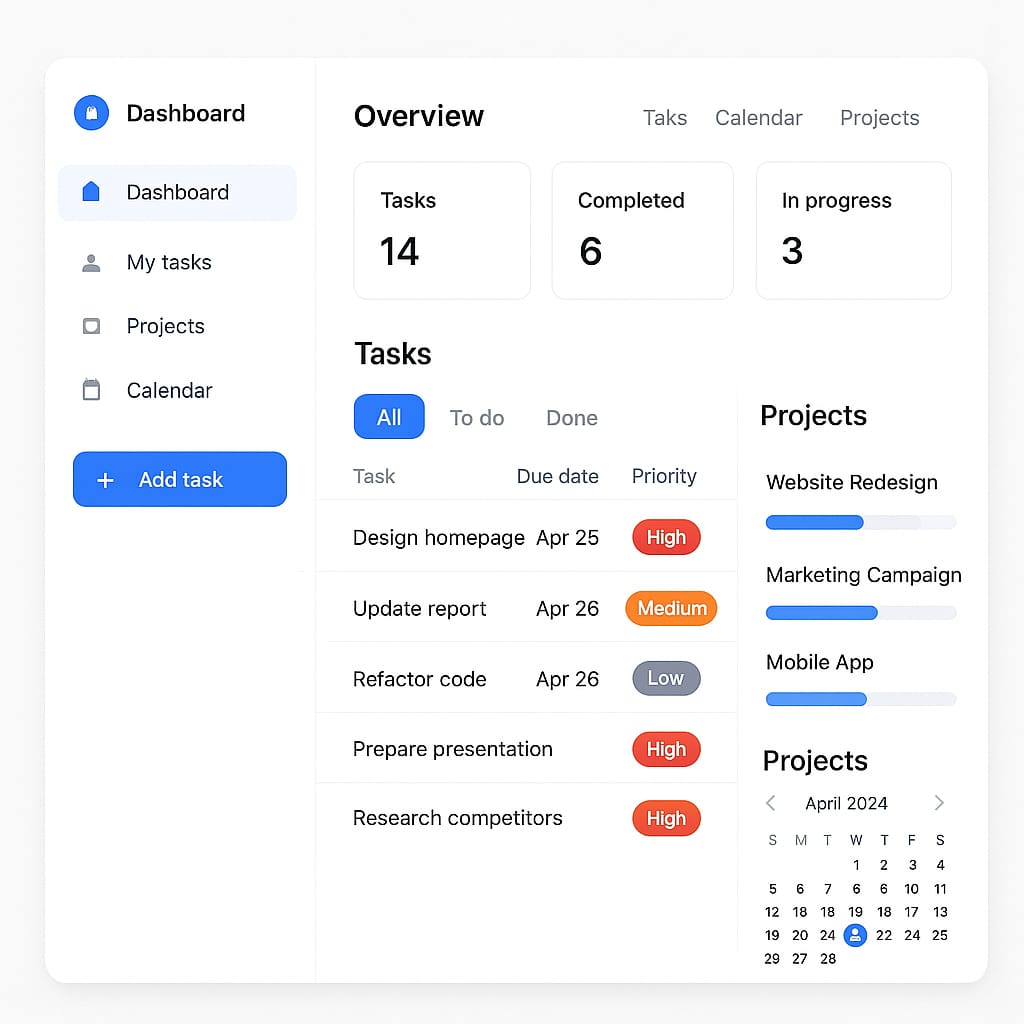 Dashboard
Dashboard
My tasks
Projects
Calendar
+ Add task
Overview
Taks Calendar Projects
Tasks
14
Completed
6
In progress
3
Tasks
All To do Done
Task Due date Priority
Design homepage Apr 25 High
Update report Apr 26 Medium
Refactor code Apr 26 Low
Prepare presentation High
Research competitors High
Projects
Website Redesign
Marketing Campaign
Mobile App
Projects
April 2024
S M T W T F S
1 2 3 4
5 6 7 6 6 10 11
12 18 18 19 18 17 13
19 20 24 22 24 25
29 27 28